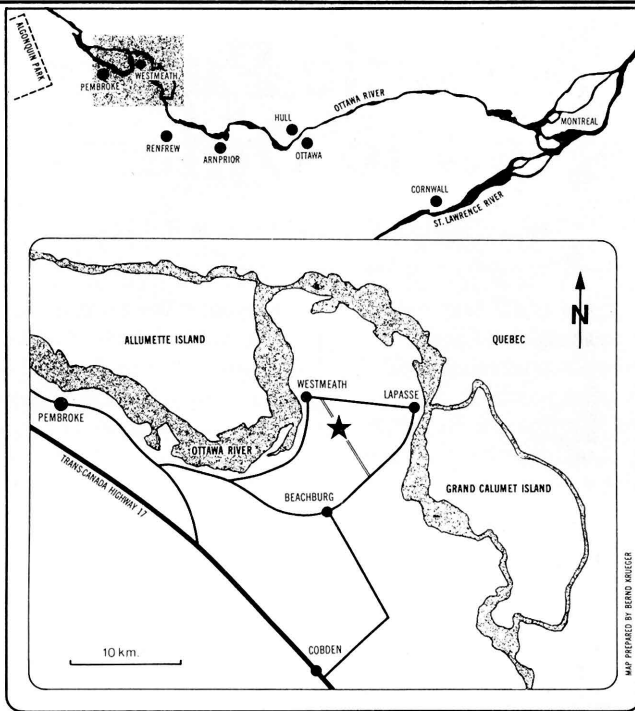 ALGONQUIN PARK
PEMBROKE
WESTMEATH
RENFREW
ARNPRIOR
HULL
OTTAWA
OTTAWA RIVER
MONTREAL
CORNWALL
ST. LAWRENCE RIVER
ALLUMETTE ISLAND
QUEBEC
N
WESTMEATH
LAPASSE
PEMBROKE
OTTAWA RIVER
TRANS-CANADA HIGHWAY 17
BEACHBURG
GRAND CALUMET ISLAND
10 km.
COBDEN
MAP PREPARED BY BERND KRUEGER